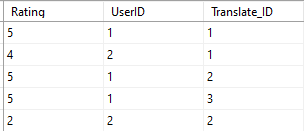 Rating UserID Translate_ID
5 1 1
4 2 1
5 1 2
5 1 3
2 2 2